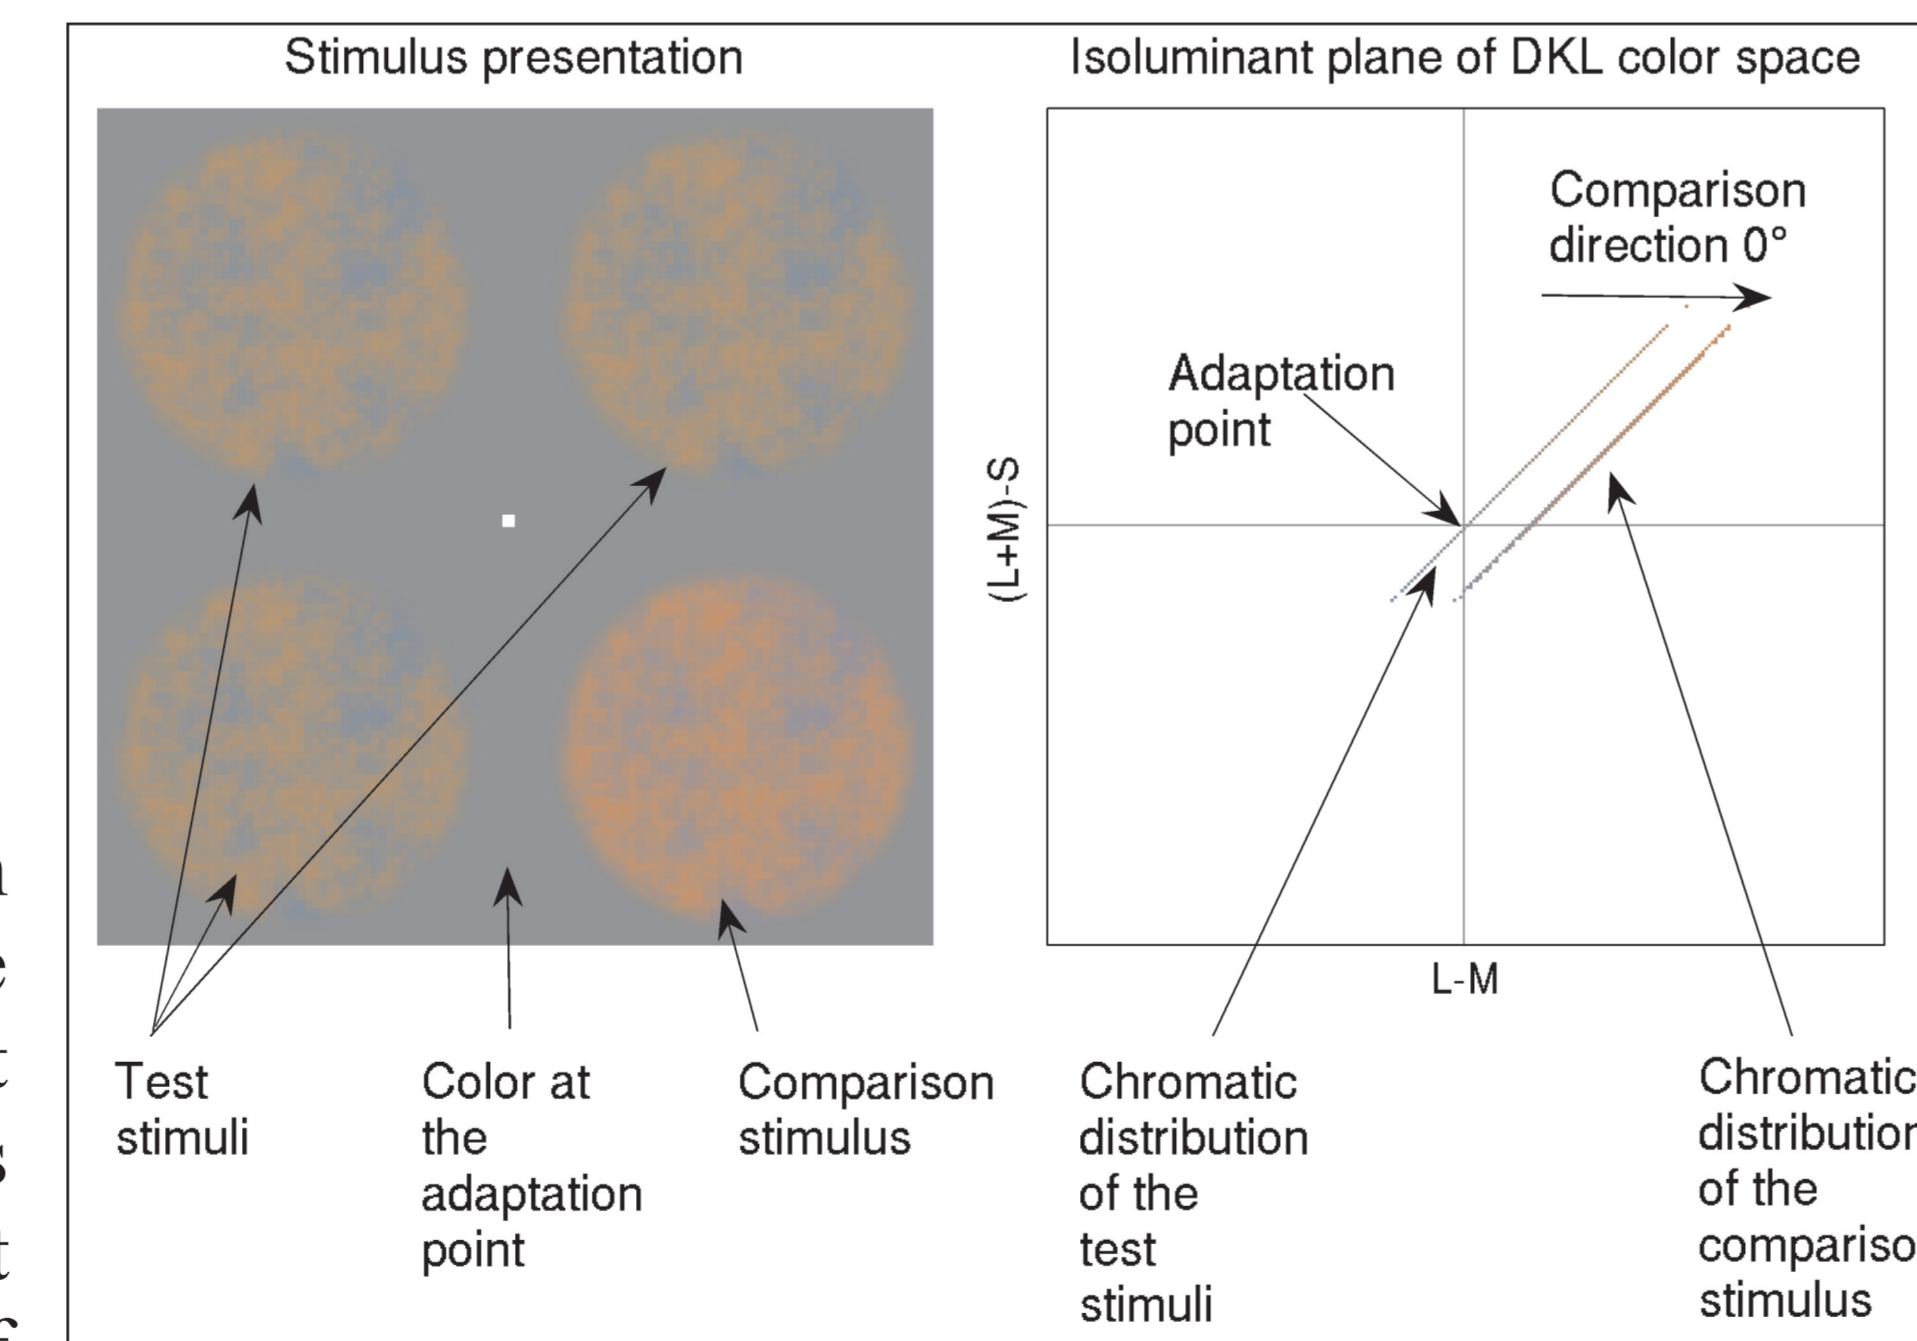 Stimulus presentation
Isoluminant plane of DKL color space
Comparison
direction 0°
Adaptation
point
(L+M)-S
L-M
Test
stimuli
Color at
the
adaptation
point
Comparison
stimulus
Chromatic
distribution
of the
test
stimuli
Chromatic
distribution
of the
compariso
stimulus